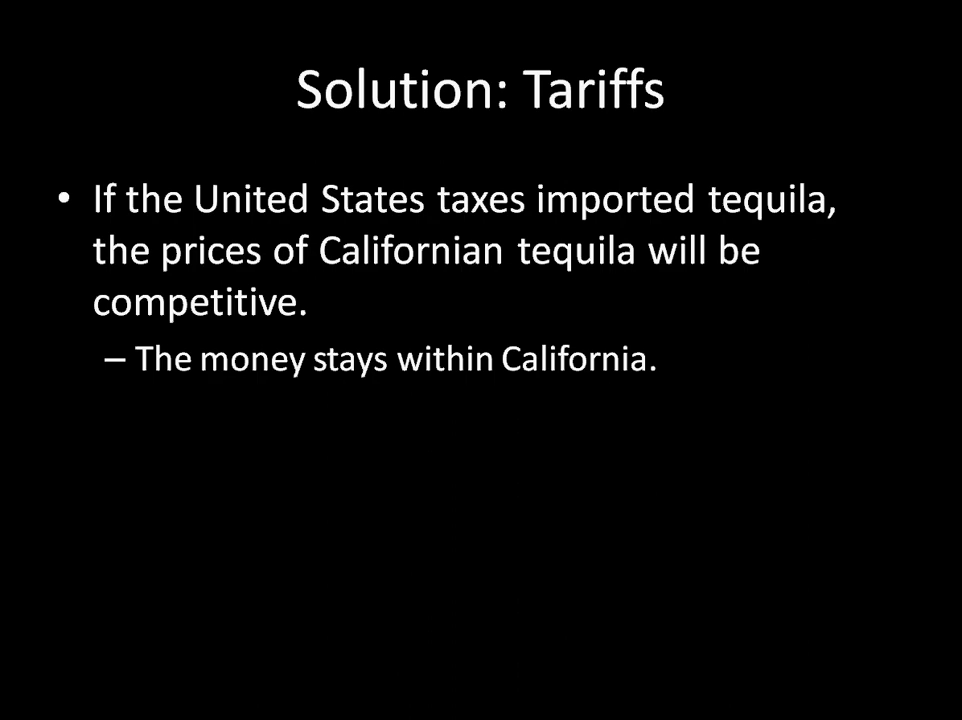 Solution: Tariffs
• If the United States taxes imported tequila,
the prices of Californian tequila will be
competitive.
– The money stays within California.